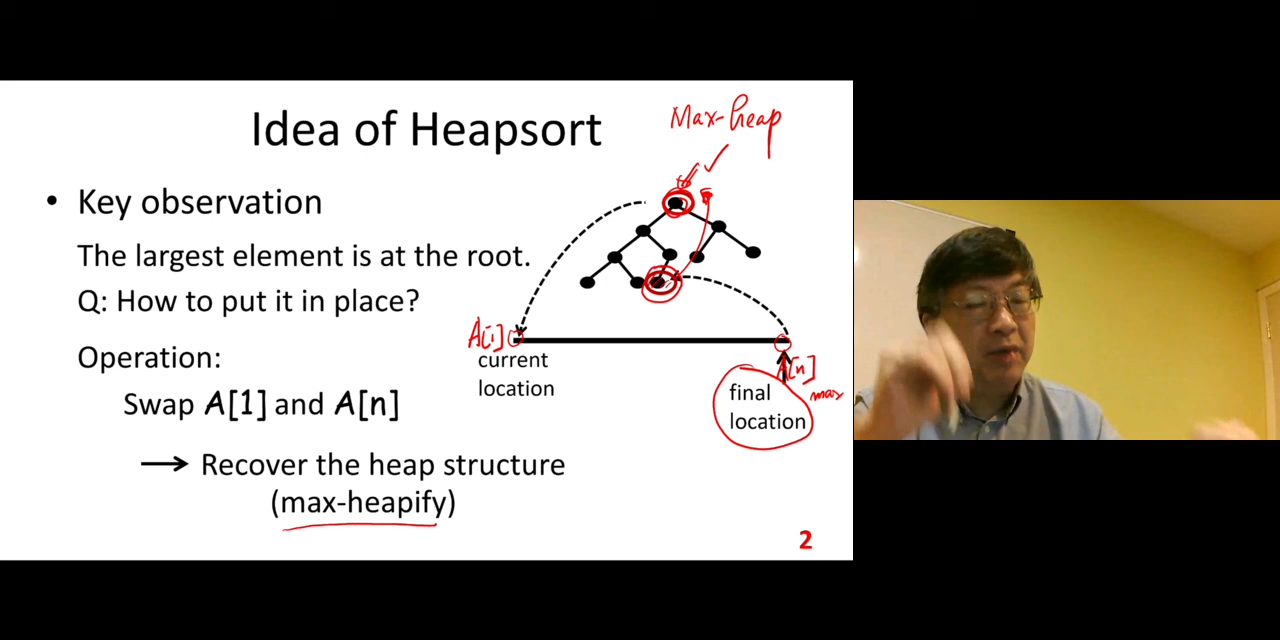 Idea of Heapsort
Max-heap
• Key observation
The largest element is at the root.
Q: How to put it in place?
A[1]
current
location
A[n]
max
final
location
Operation:
Swap A[1] and A[n]
→ Recover the heap structure
(max-heapify)
2